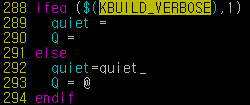 288 ifeq ($(KBUILD_VERBOSE),1)
289   quiet =
290   Q =
291 else
292   quiet=quiet_
293   Q = @
294 endif